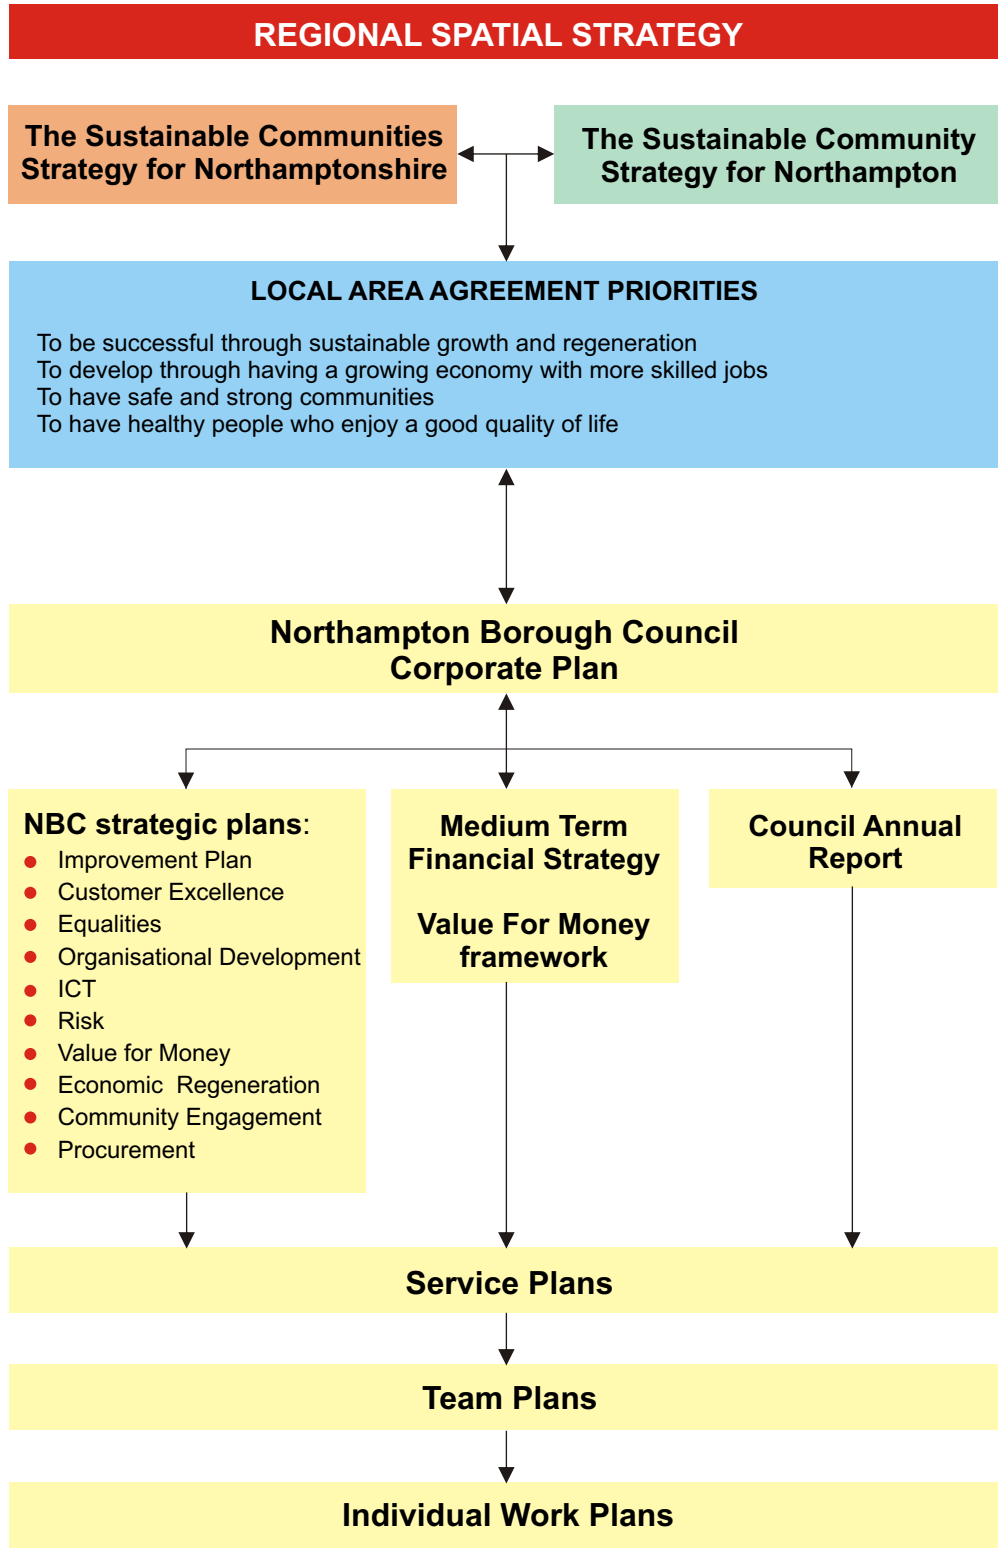 REGIONAL SPATIAL STRATEGY
The Sustainable Communities
Strategy for Northamptonshire
The Sustainable Community
Strategy for Northampton
LOCAL AREA AGREEMENT PRIORITIES
To be successful through sustainable growth and regeneration
To develop through having a growing economy with more skilled jobs
To have safe and strong communities
To have healthy people who enjoy a good quality of life
Northampton Borough Council
Corporate Plan
NBC strategic plans:
Improvement Plan
Customer Excellence
Equalities
Organisational Development
ICT
Risk
Value for Money
Economic Regeneration
Community Engagement
Procurement
Medium Term
Financial Strategy
Value For Money
framework
Council Annual
Report
Service Plans
Team Plans
Individual Work Plans